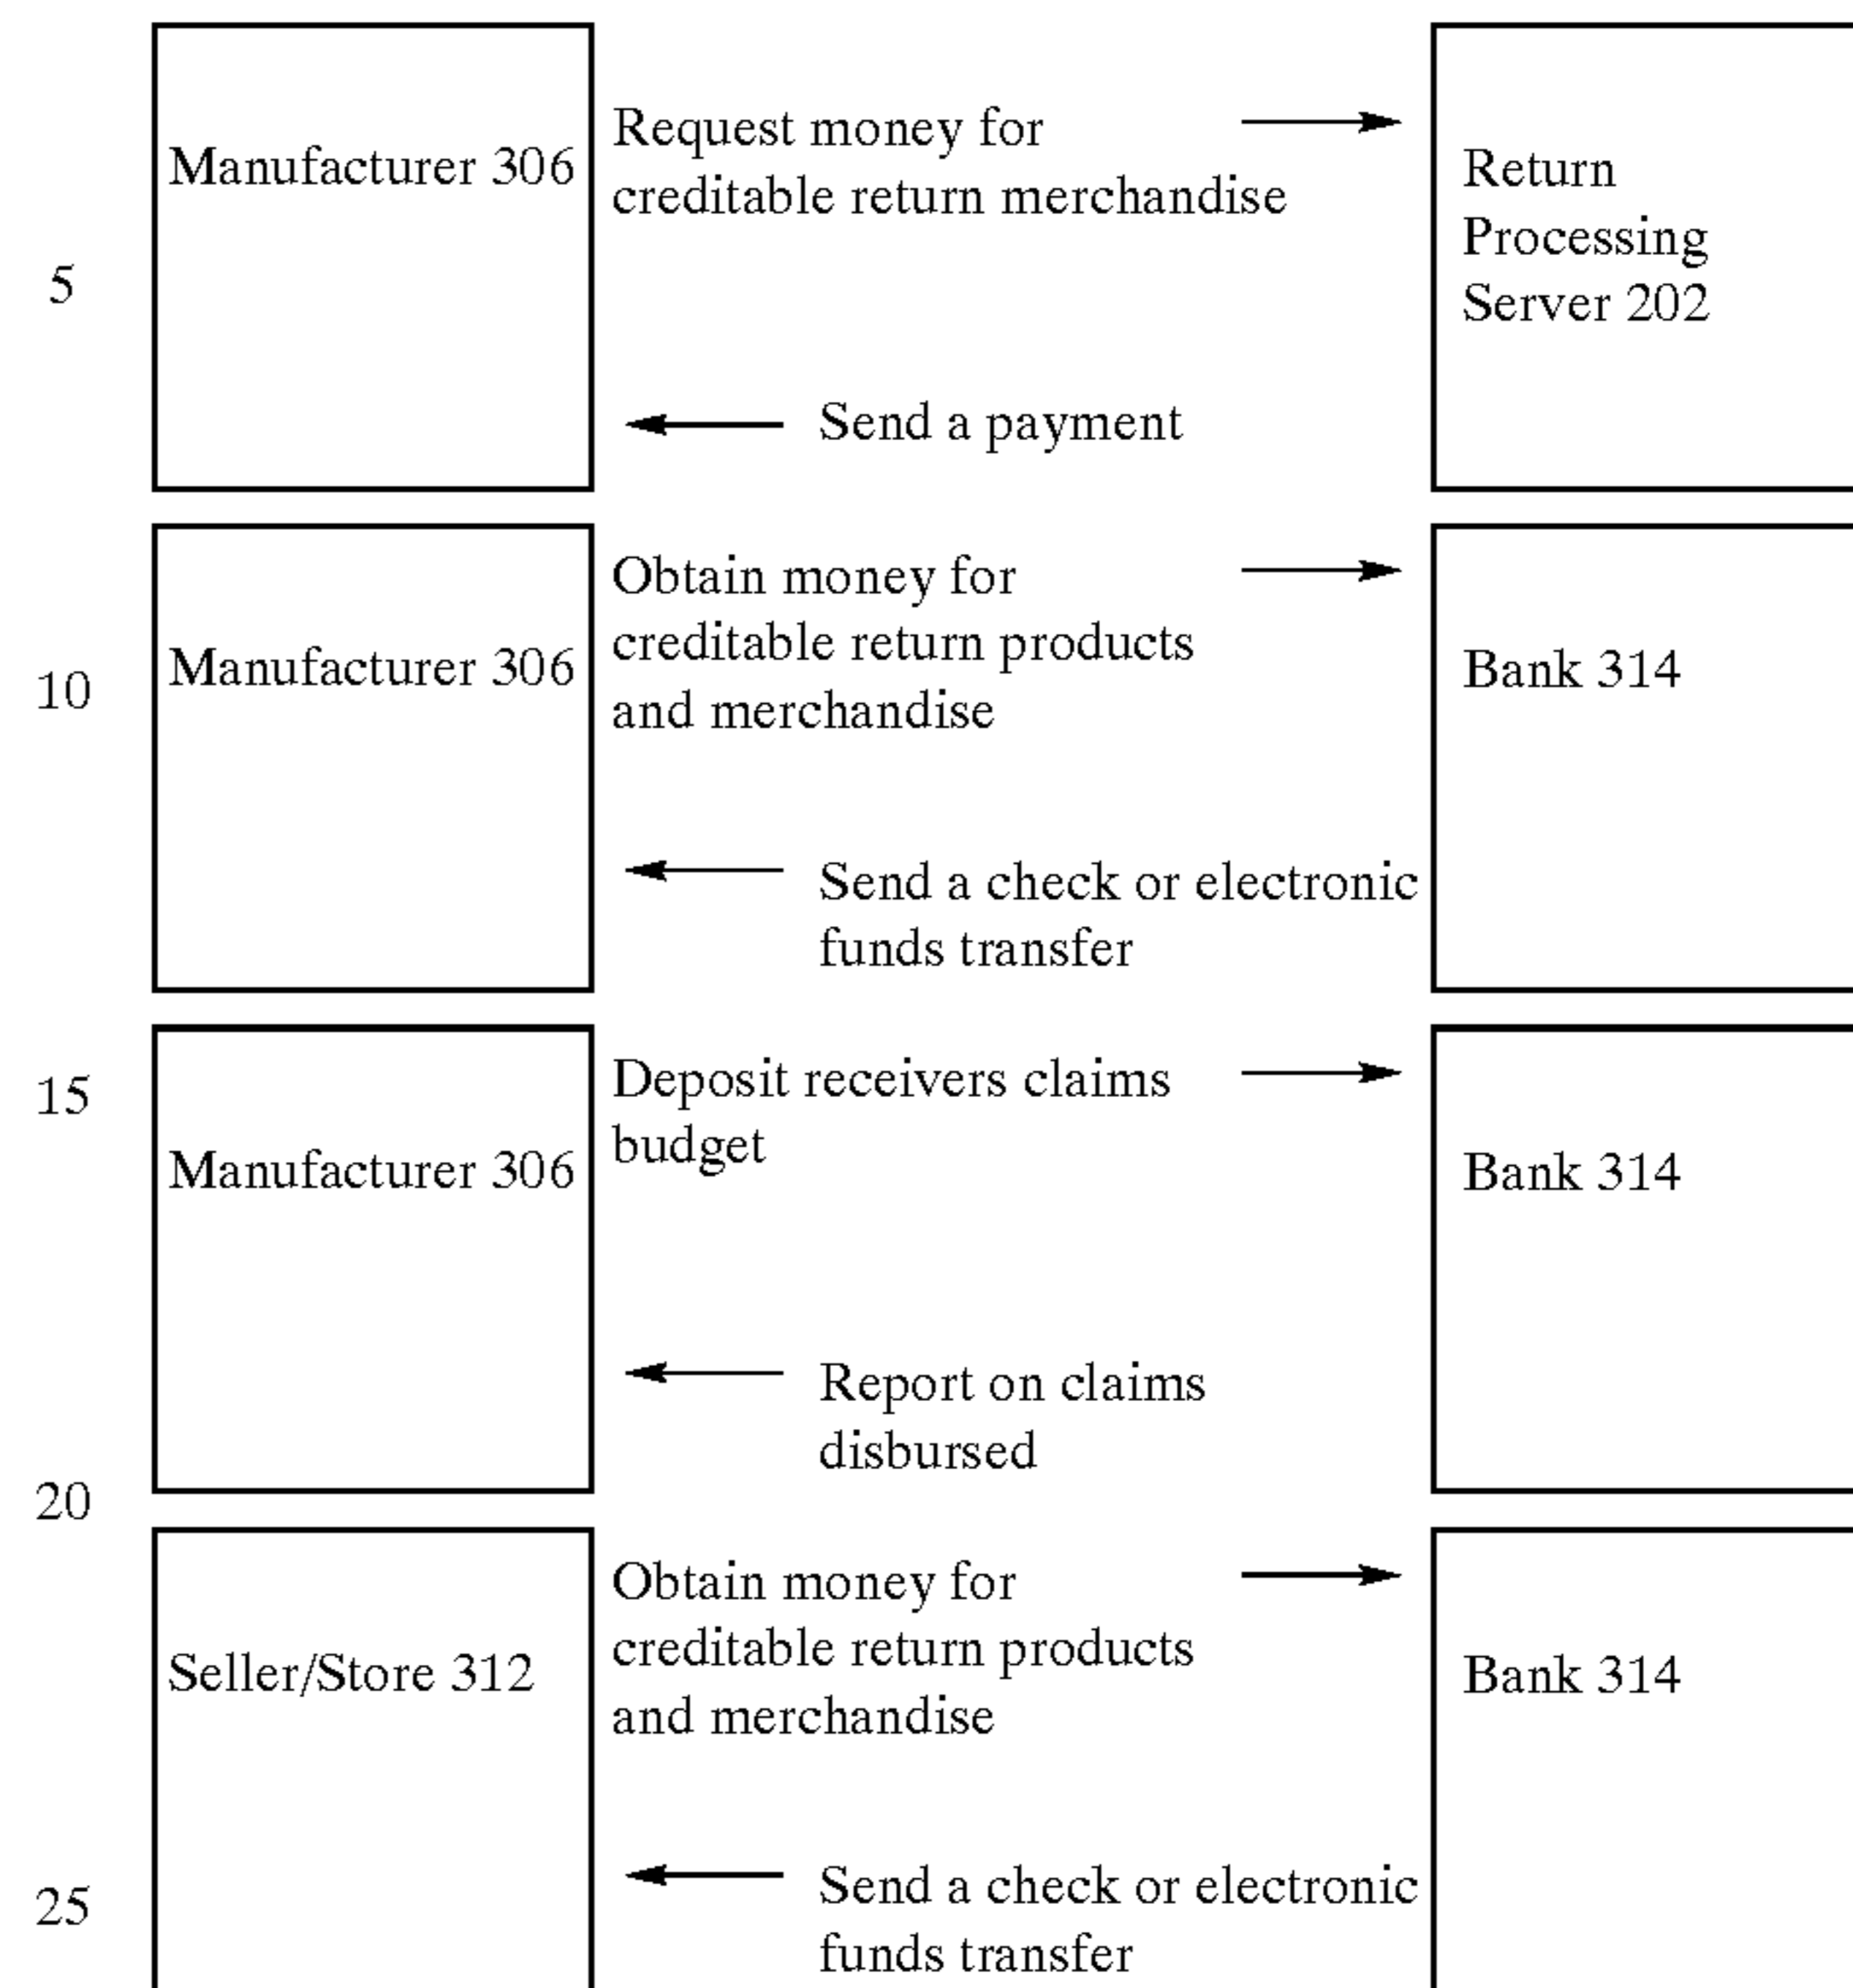 Manufacturer 306
Request money for
creditable return merchandise
Return
Processing
Server 202
5
Send a payment
Manufacturer 306
Obtain money for
creditable return products
and merchandise
Bank 314
10
Send a check or electronic
funds transfer
15
Manufacturer 306
Deposit receivers claims
budget
Bank 314
Report on claims
disbursed
20
Seller/Store 312
Obtain money for
creditable return products
and merchandise
Bank 314
25
Send a check or electronic
funds transfer